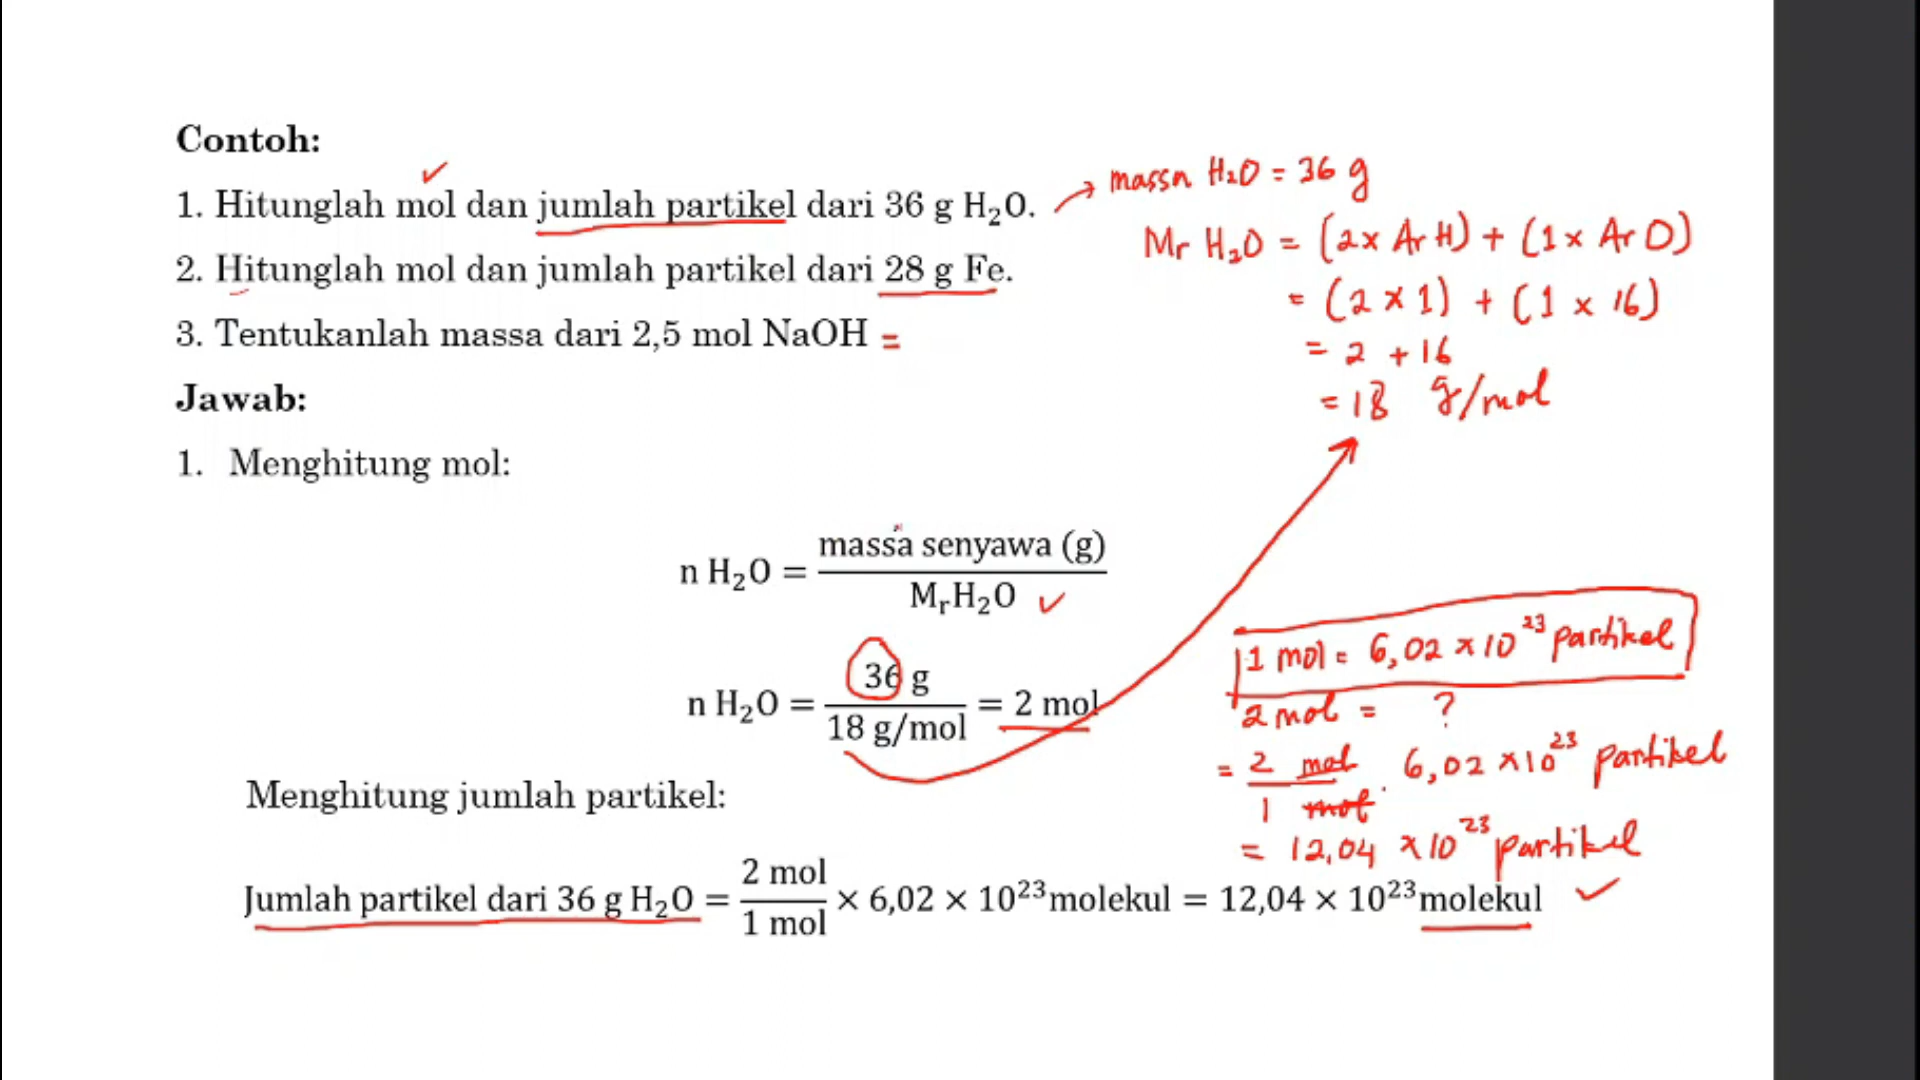 Contoh:
1. Hitunglah mol dan jumlah partikel dari 36 g H₂O.
2. Hitunglah mol dan jumlah partikel dari 28 g Fe.
3. Tentukanlah massa dari 2,5 mol NaOH =
massa H₂O = 36 g
Mr H₂O = (2x Ar H) + (1x Ar O)
= (2 x 1) + (1 x 16)
= 2 + 16
= 18 g/mol
Jawab:
1. Menghitung mol:
n H₂O = massa senyawa (g) / MᵣH₂O
n H₂O = 36 g / 18 g/mol = 2 mol
1 mol = 6,02 x 10²³ partikel
2 mol = ?
= 2 mol / 1 mol . 6,02 x 10²³ partikel
= 12,04 x 10²³ partikel
Menghitung jumlah partikel:
Jumlah partikel dari 36 g H₂O = 2 mol / 1 mol × 6,02 × 10²³molekul = 12,04 × 10²³molekul